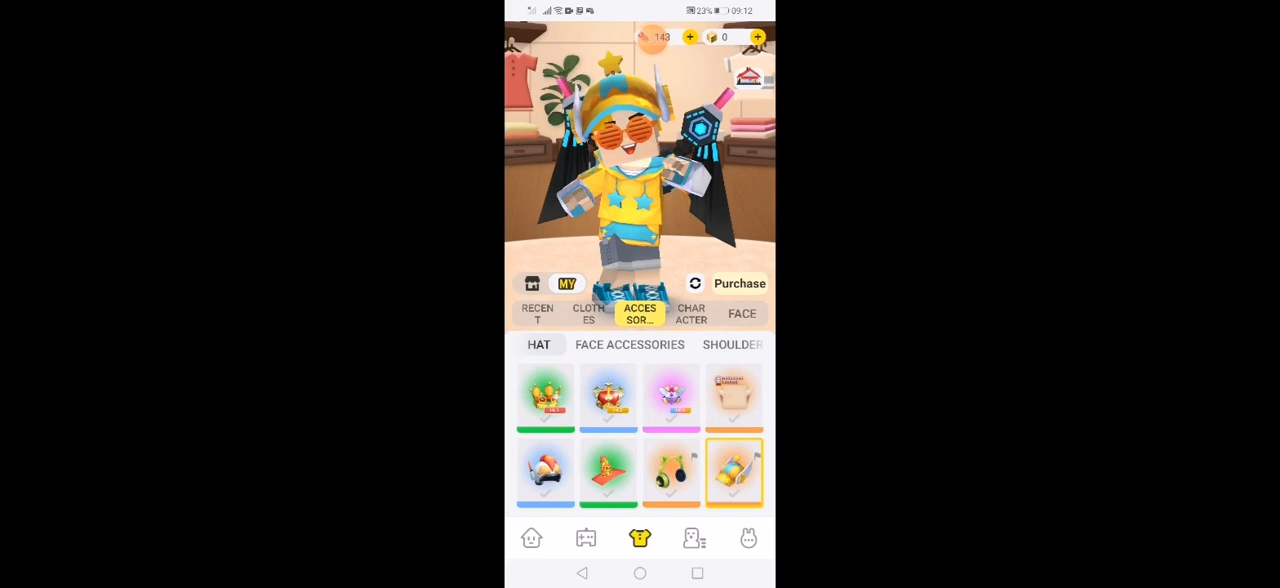 23% 09:12
143 0
MY Purchase
RECEN
T
CLOTH
ES
ACCES
SOR...
CHAR
ACTER
FACE
HAT FACE ACCESSORIES SHOULDER